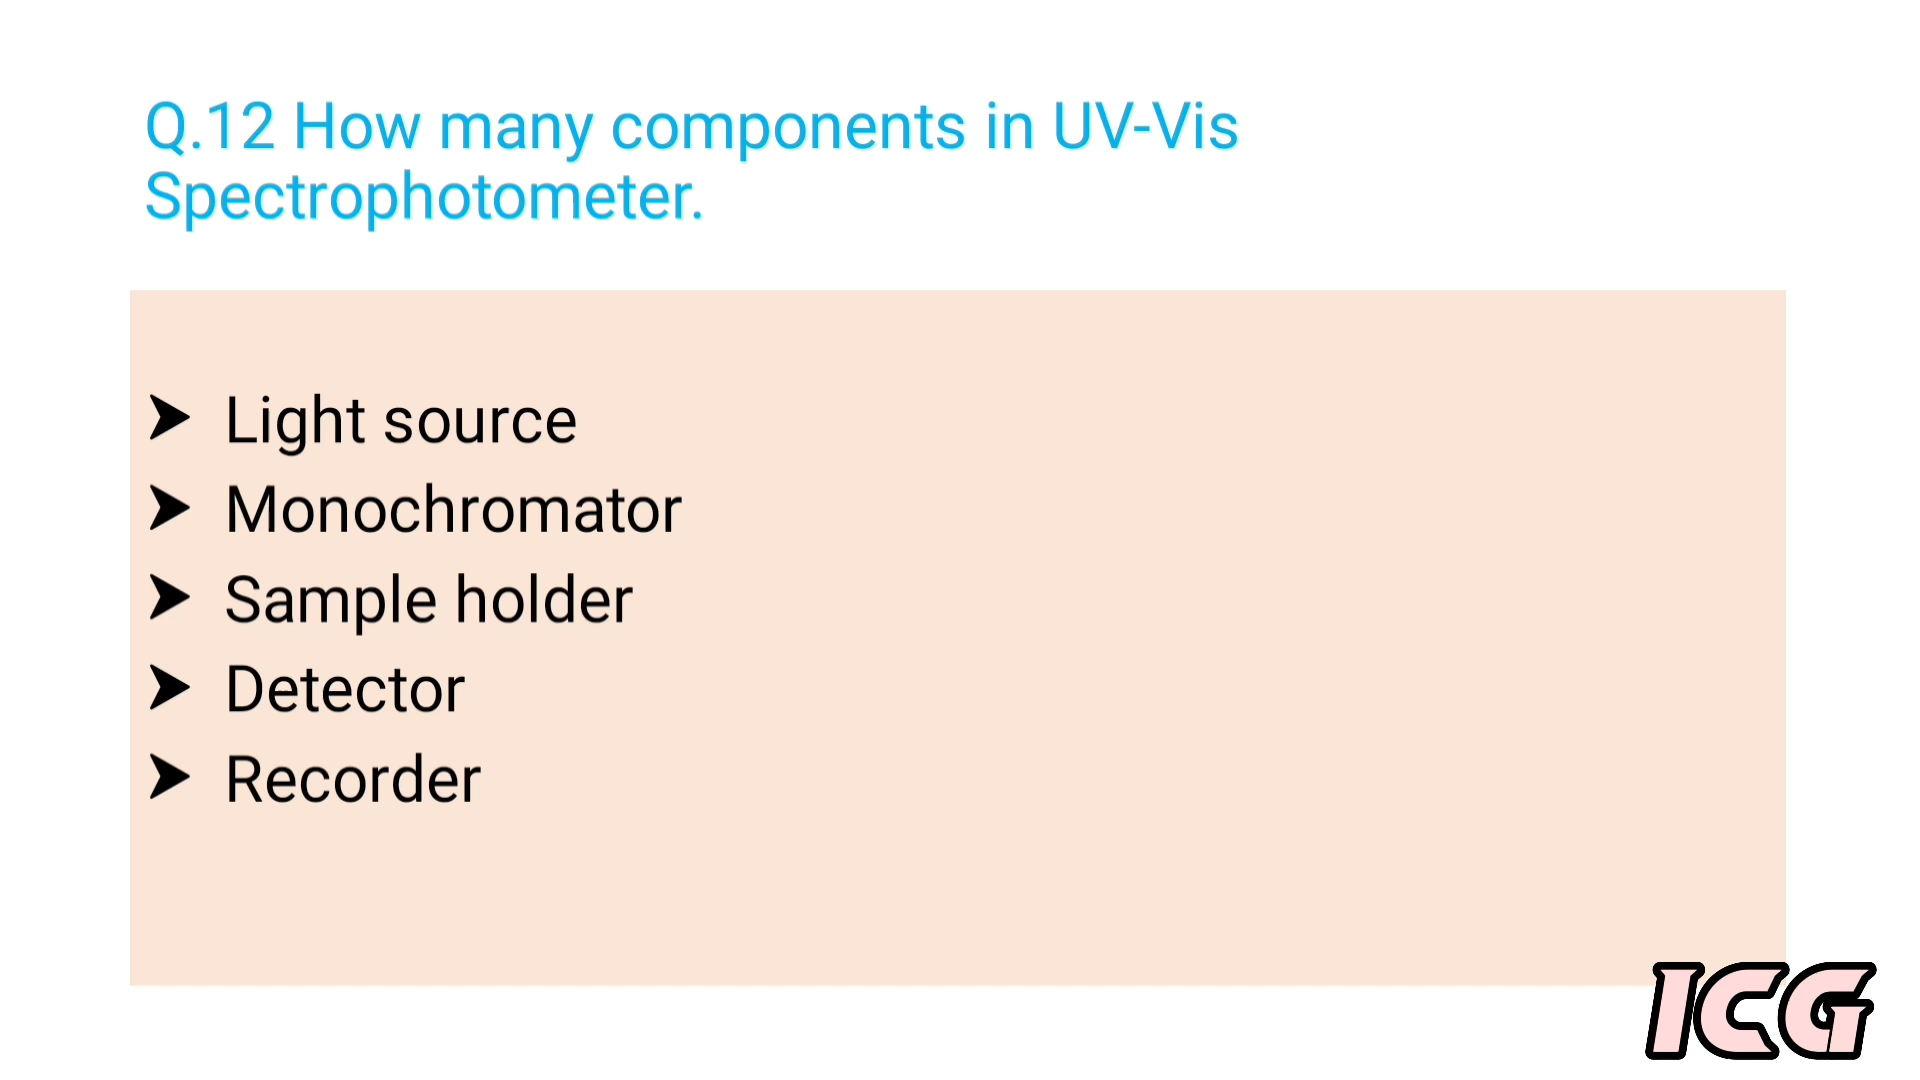 Q.12 How many components in UV-Vis
Spectrophotometer.
➤ Light source
➤ Monochromator
➤ Sample holder
➤ Detector
➤ Recorder
ICG